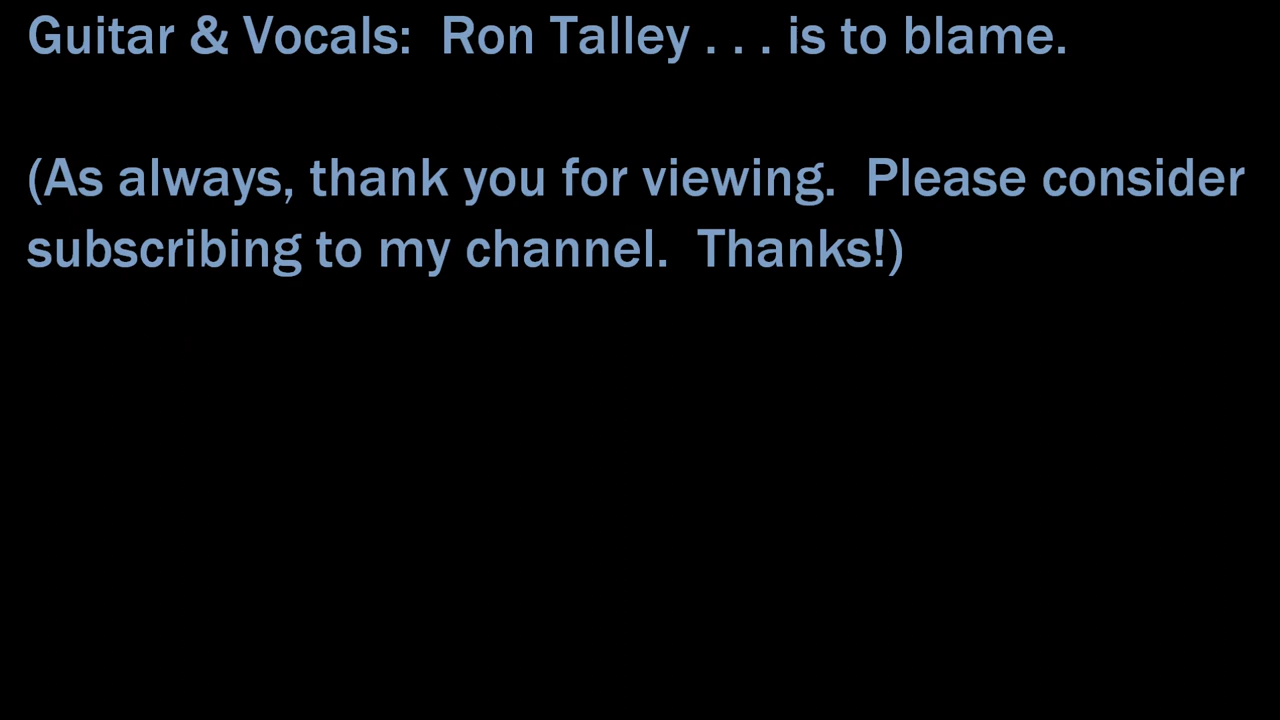 Guitar & Vocals:  Ron Talley . . . is to blame.
(As always, thank you for viewing.  Please consider
subscribing to my channel.  Thanks!)